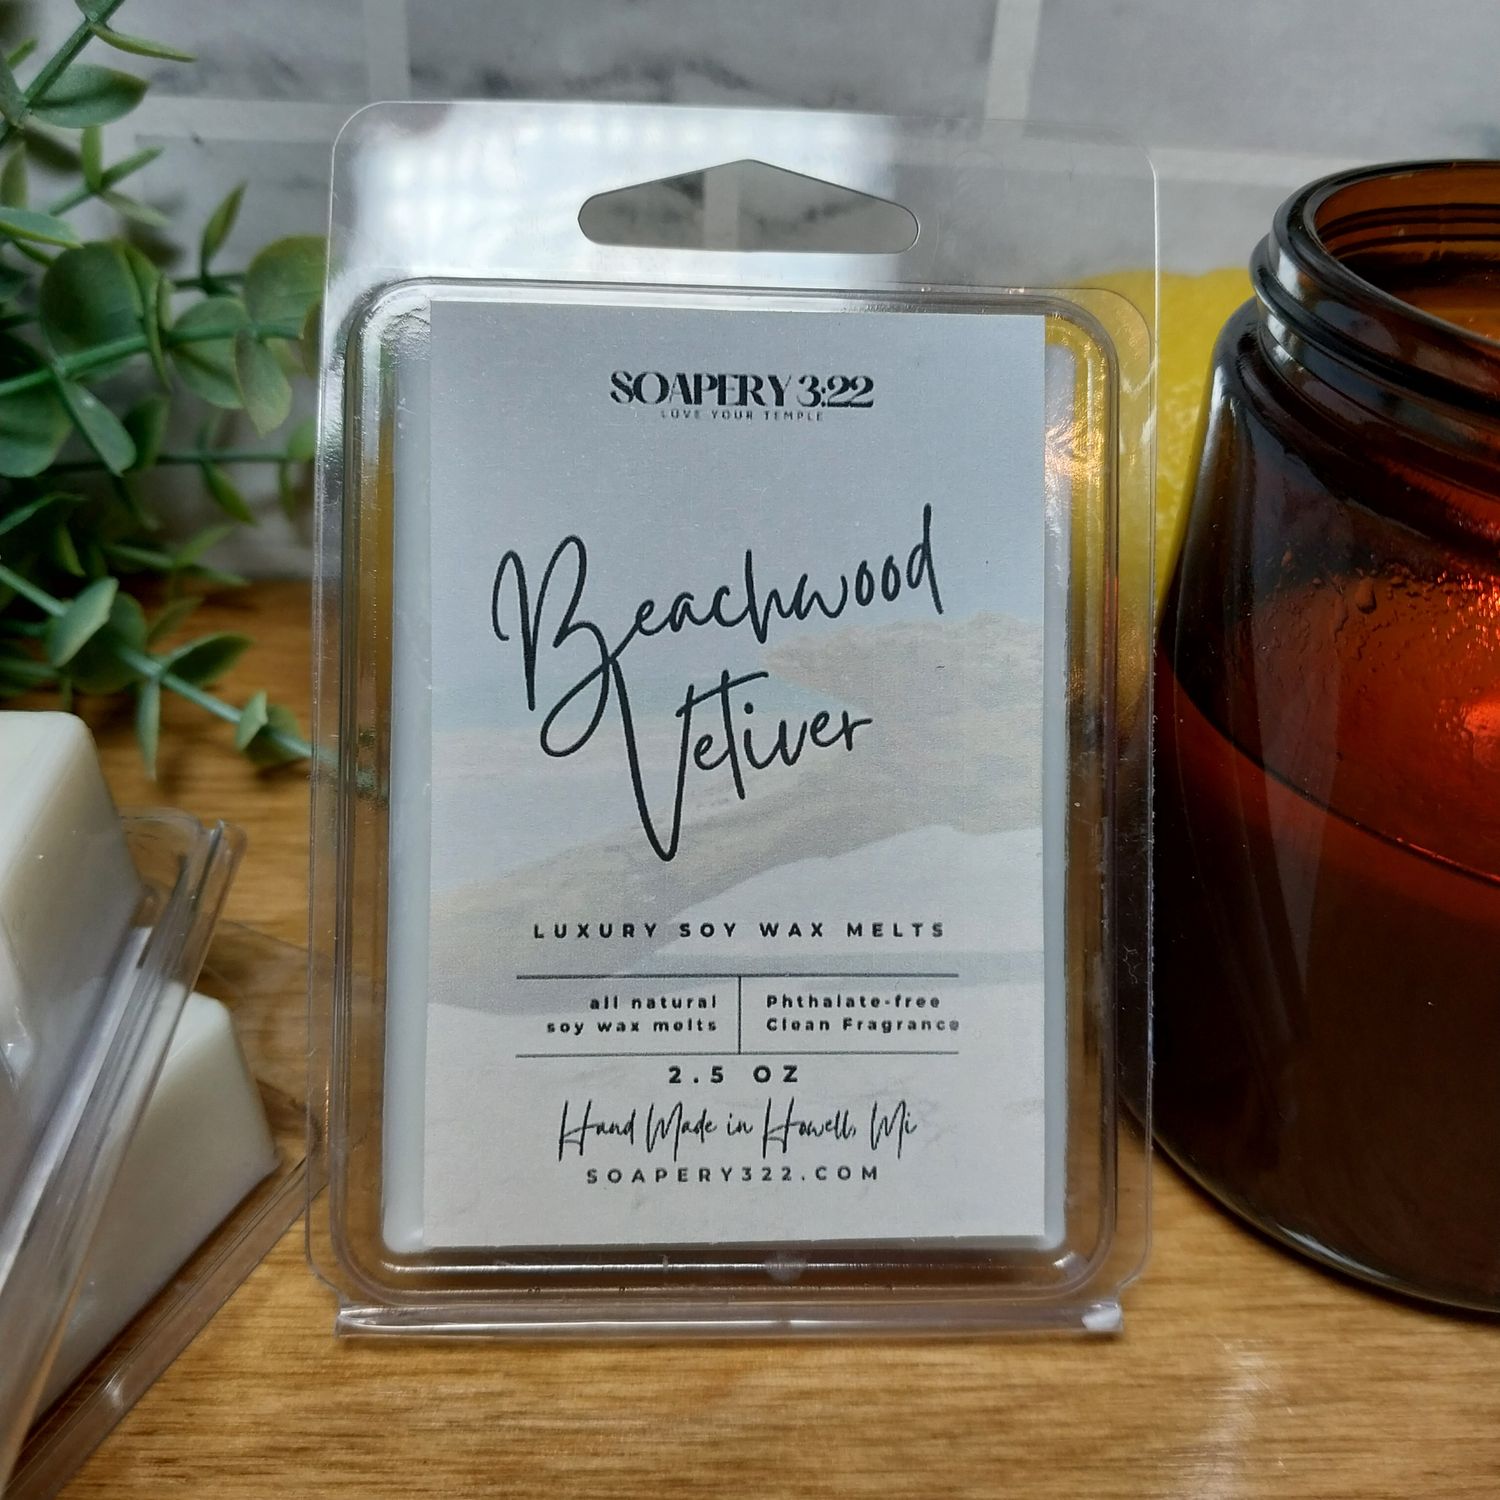 SOAPERY 3:22
LOVE YOUR TEMPLE
Beachwood
Vetiver
LUXURY SOY WAX MELTS
all natural
soy wax melts
Phthalate-free
Clean Fragrance
2.5 OZ
Hand Made in Howell, Mi
SOAPERY322.COM